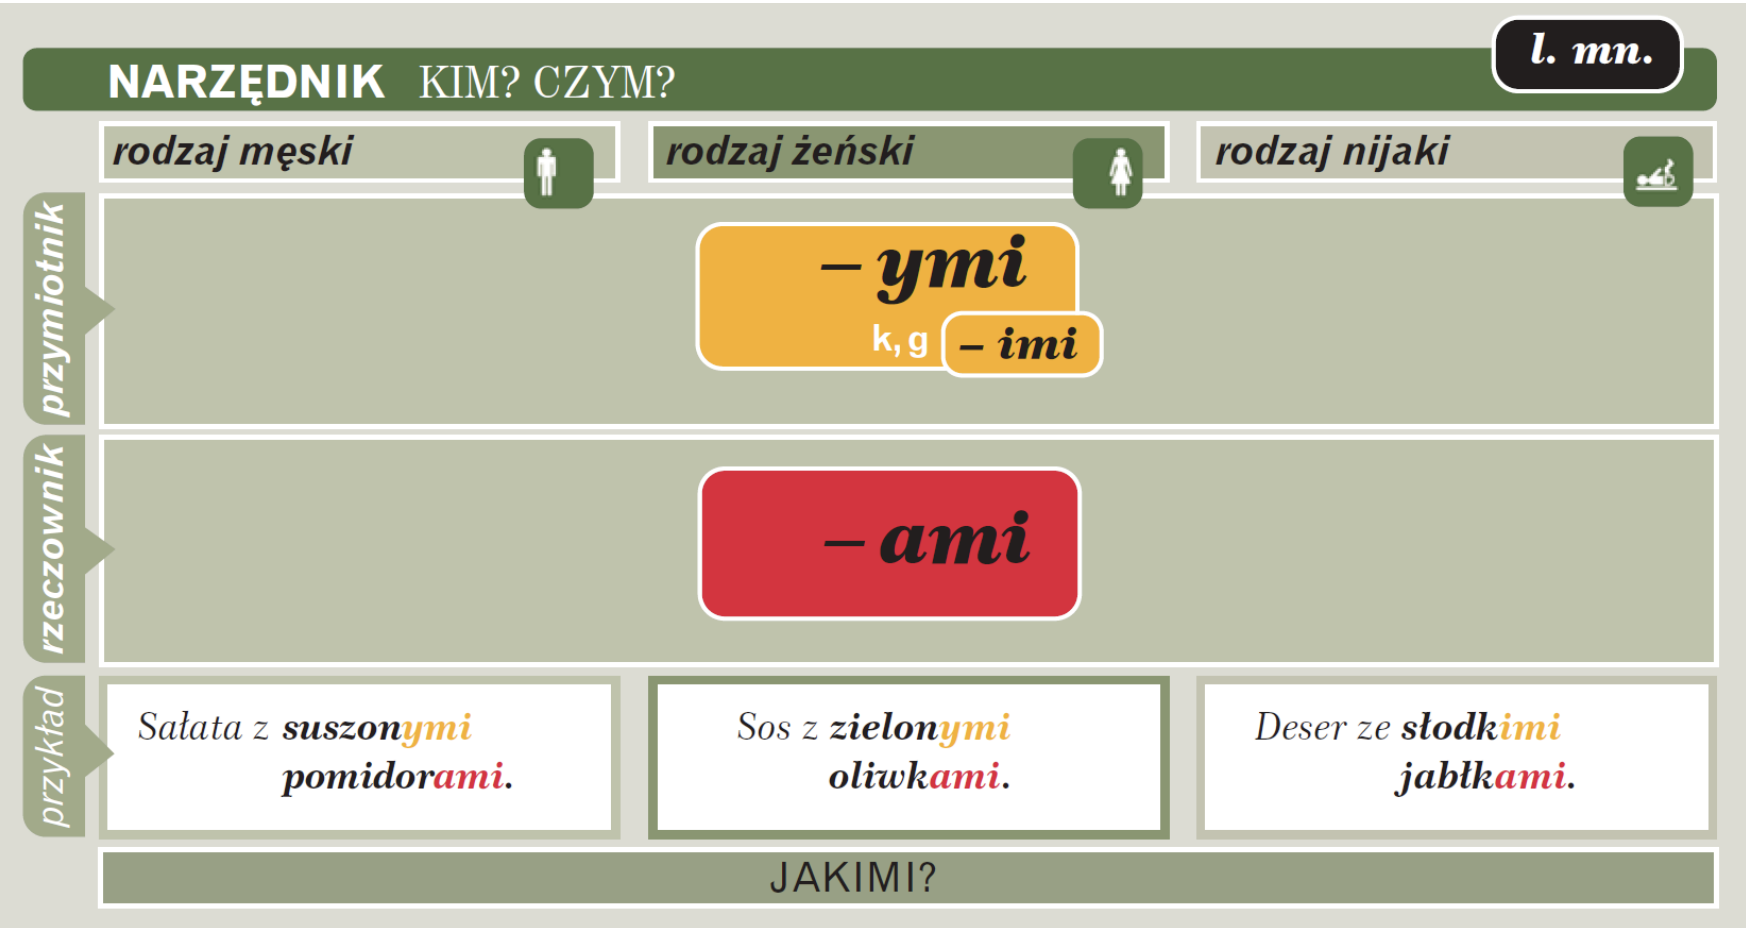 l. mn.
NARZĘDNIK KIM? CZYM?
rodzaj męski
rodzaj żeński
rodzaj nijaki
przymiotnik
– ymi
k, g – imi
rzeczownik
– ami
przykład
Sałata z suszonymi
pomidorami.
Sos z zielonymi
oliwkami.
Deser ze słodkimi
jabłkami.
JAKIMI?